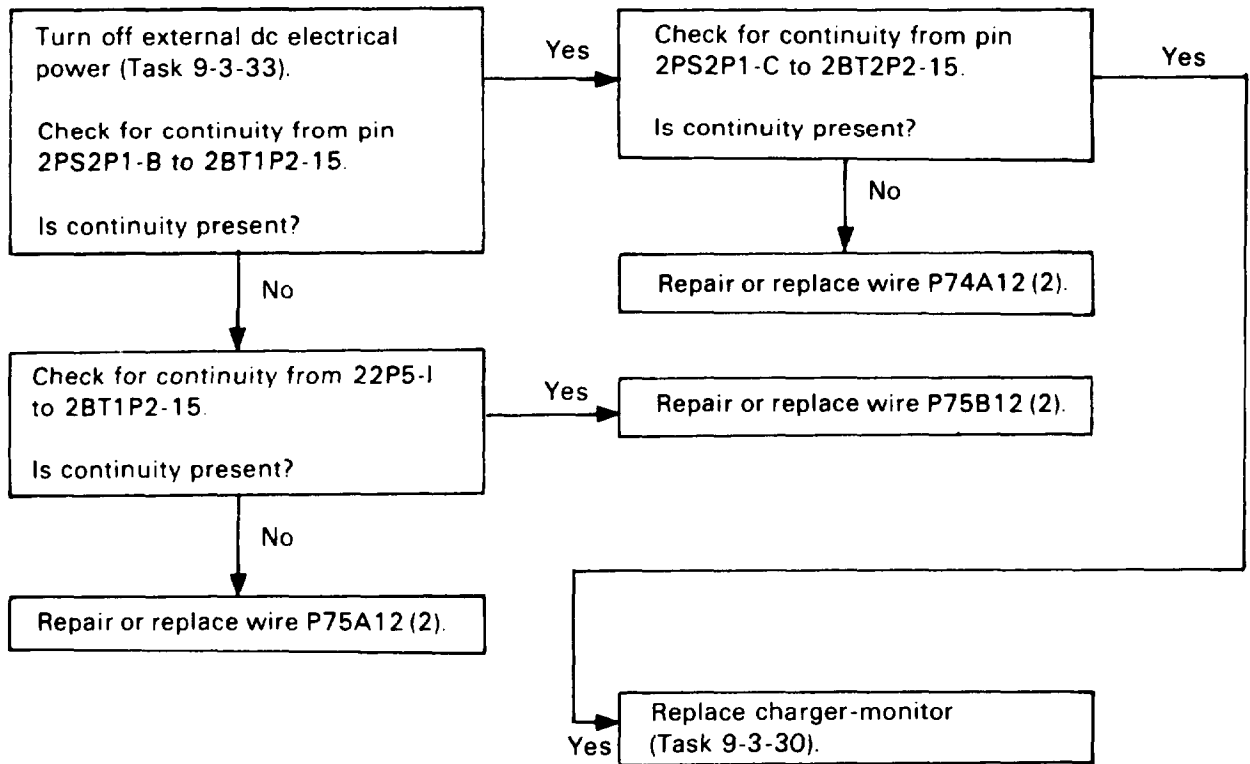 Turn off external dc electrical
power (Task 9-3-33).
Check for continuity from pin
2PS2P1-B to 2BT1P2-15.
Is continuity present?
Yes
Check for continuity from pin
2PS2P1-C to 2BT2P2-15.
Is continuity present?
Yes
No
Repair or replace wire P74A12 (2).
No
Check for continuity from 22P5-I
to 2BT1P2-15.
Is continuity present?
Yes
Repair or replace wire P75B12 (2).
No
Repair or replace wire P75A12 (2).
Yes
Replace charger-monitor
(Task 9-3-30).